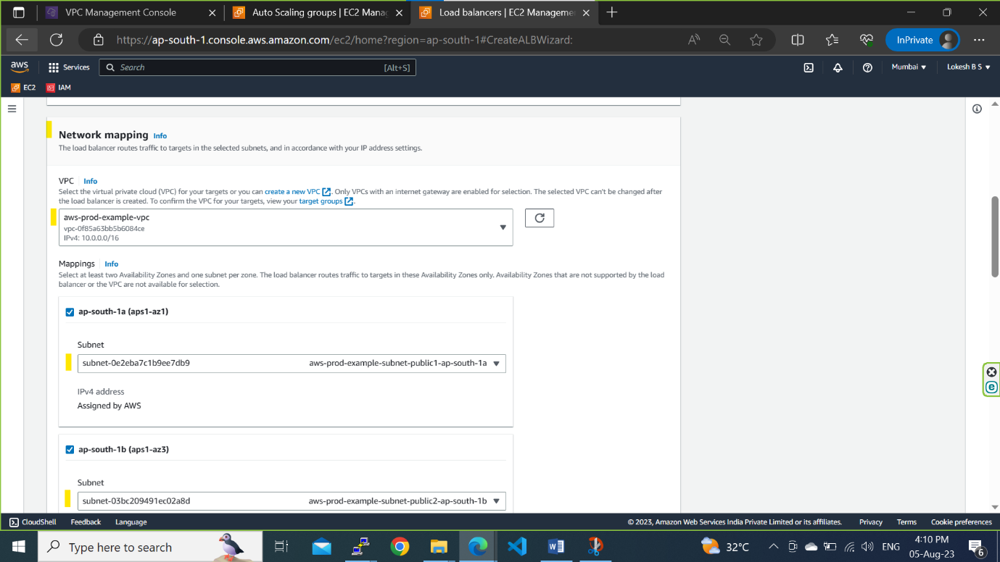 VPC Management Console
Auto Scaling groups | EC2 Manag
Load balancers | EC2 Manageme
https://ap-south-1.console.aws.amazon.com/ec2/home?region=ap-south-1#CreateALBWizard:
InPrivate
aws
Services
Search
[Alt+S]
Mumbai
Lokesh B S
EC2
IAM
Network mapping Info
The load balancer routes traffic to targets in the selected subnets, and in accordance with your IP address settings.
VPC Info
Select the virtual private cloud (VPC) for your targets or you can create a new VPC. Only VPCs with an internet gateway are enabled for selection. The selected VPC can't be changed after
the load balancer is created. To confirm the VPC for your targets, view your target groups.
aws-prod-example-vpc
vpc-0f85a63bb5b6084ce
IPv4: 10.0.0.0/16
Mappings Info
Select at least two Availability Zones and one subnet per zone. The load balancer routes traffic to targets in these Availability Zones only. Availability Zones that are not supported by the load
balancer or the VPC are not available for selection.
ap-south-1a (aps1-az1)
Subnet
subnet-0e2eba7c1b9ee7db9 aws-prod-example-subnet-public1-ap-south-1a
IPv4 address
Assigned by AWS
ap-south-1b (aps1-az3)
Subnet
subnet-03bc209491ec02a8d aws-prod-example-subnet-public2-ap-south-1b
CloudShell Feedback Language © 2023, Amazon Web Services India Private Limited or its affiliates. Privacy Terms Cookie preferences
Type here to search
32°C
ENG
4:10 PM
05-Aug-23
6